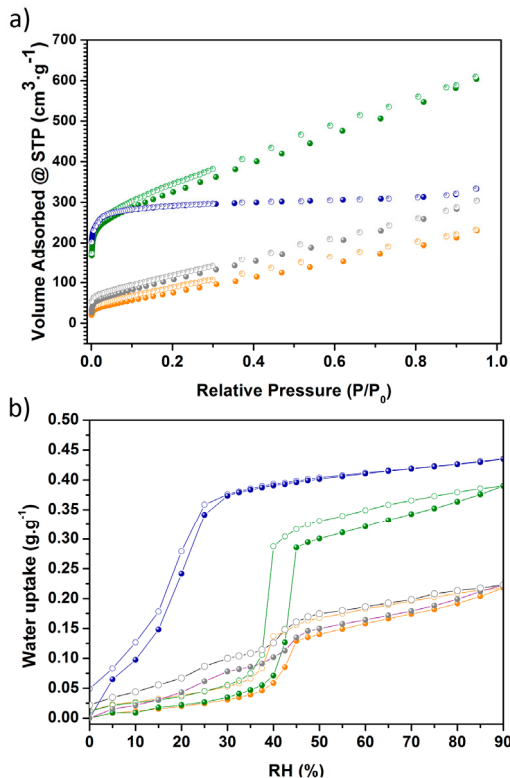 a)
700
600
500
400
300
200
100
0
Volume Adsorbed @ STP (cm³·g⁻¹)
0.0 0.2 0.4 0.6 0.8 1.0
Relative Pressure (P/P₀)
b)
0.50
0.45
0.40
0.35
0.30
0.25
0.20
0.15
0.10
0.05
0.00
Water uptake (g.g⁻¹)
0 10 20 30 40 50 60 70 80 90
RH (%)